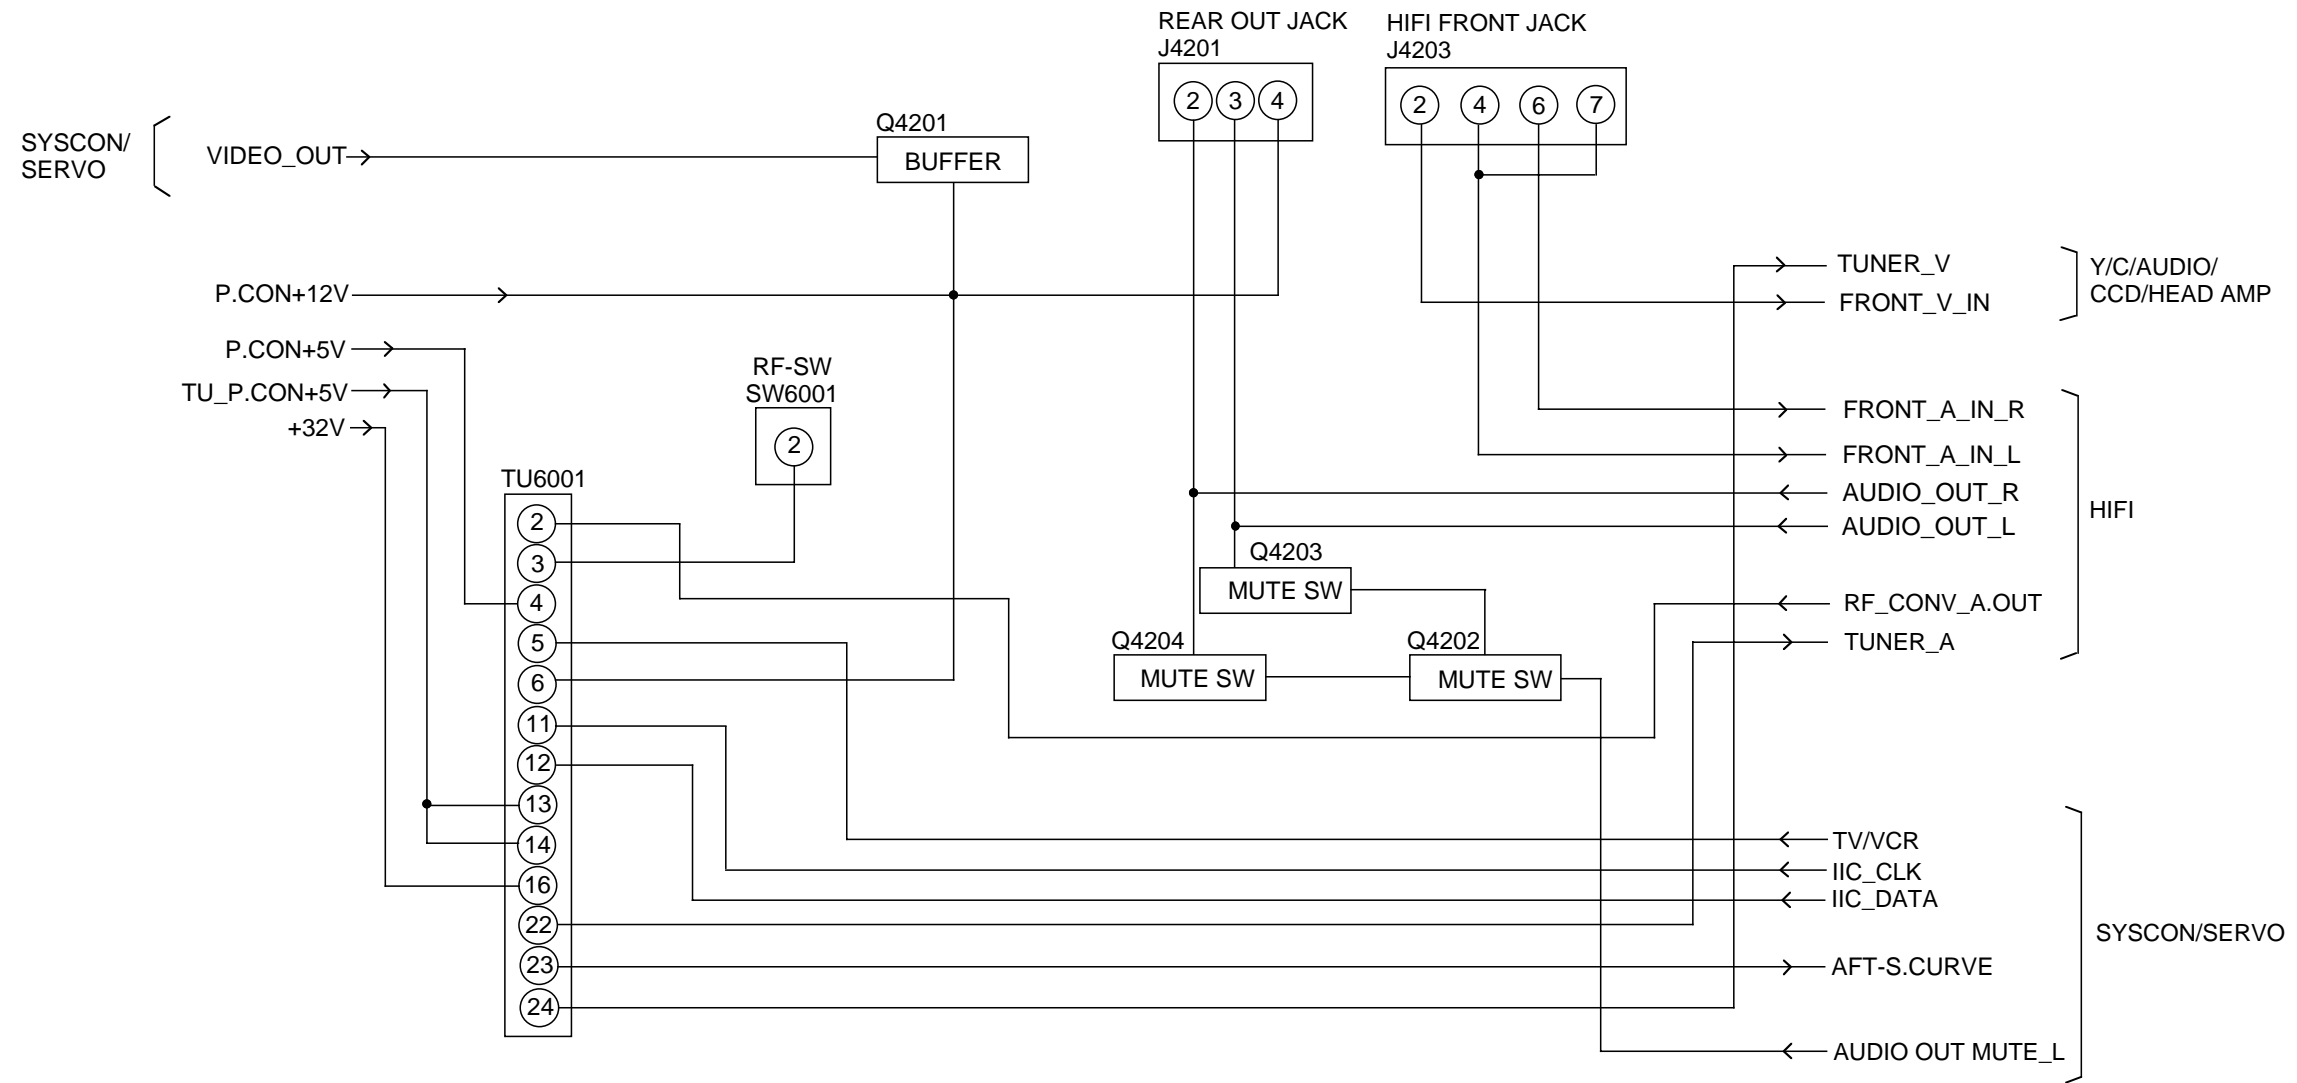 REAR OUT JACK
J4201
HIFI FRONT JACK
J4203
2 3 4
2 4 6 7
SYSCON/
SERVO
VIDEO_OUT
Q4201
BUFFER
P.CON+12V
P.CON+5V
TU_P.CON+5V
+32V
RF-SW
SW6001
2
TU6001
2
3
4
5
6
11
12
13
14
16
22
23
24
Q4203
MUTE SW
Q4204
MUTE SW
Q4202
MUTE SW
TUNER_V
FRONT_V_IN
Y/C/AUDIO/
CCD/HEAD AMP
FRONT_A_IN_R
FRONT_A_IN_L
AUDIO_OUT_R
AUDIO_OUT_L
RF_CONV_A.OUT
TUNER_A
HIFI
TV/VCR
IIC_CLK
IIC_DATA
AFT-S.CURVE
AUDIO OUT MUTE_L
SYSCON/SERVO